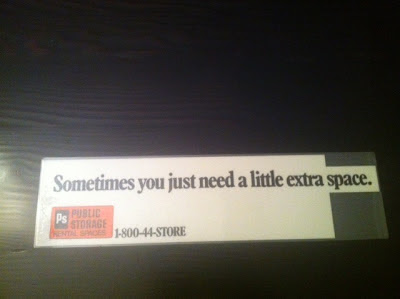 Sometimes you just need a little extra space.
PS PUBLIC
STORAGE
RENTAL SPACES
1-800-44-STORE